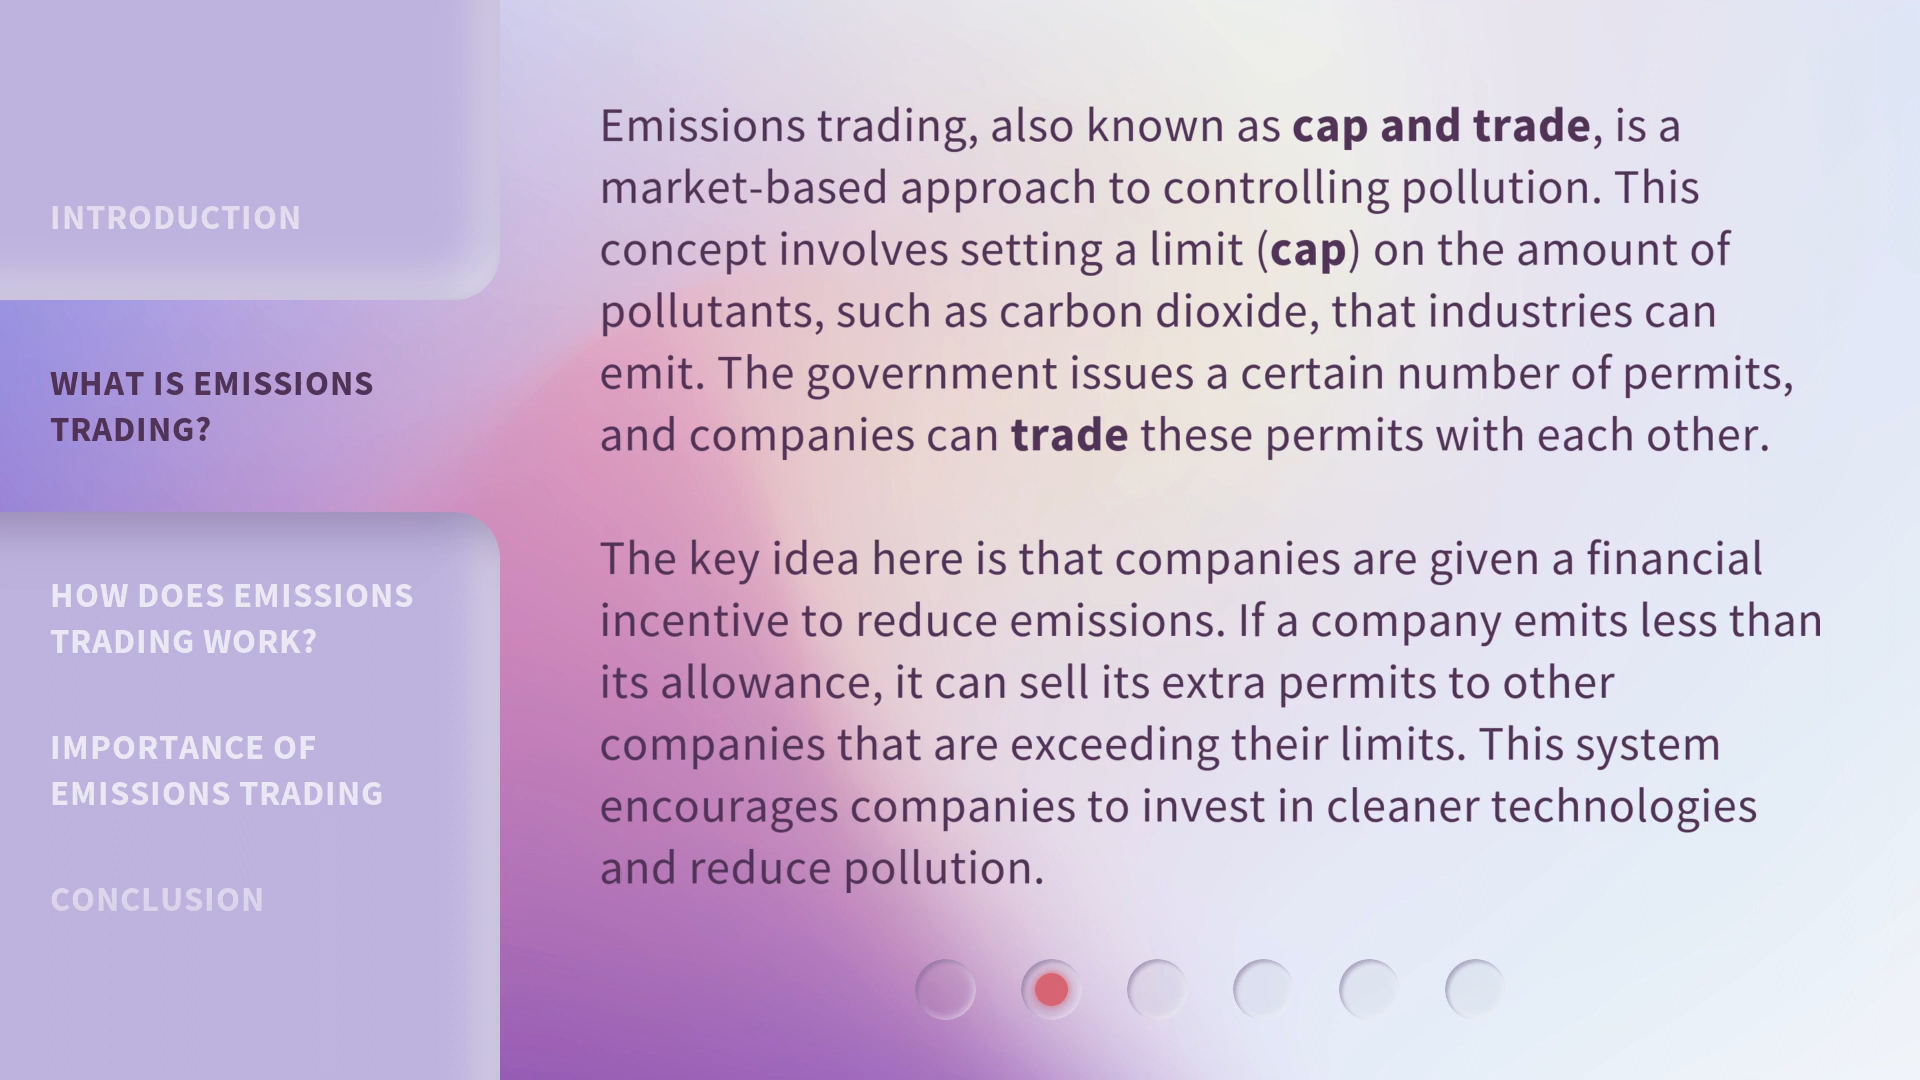 INTRODUCTION
WHAT IS EMISSIONS
TRADING?
HOW DOES EMISSIONS
TRADING WORK?
IMPORTANCE OF
EMISSIONS TRADING
CONCLUSION
Emissions trading, also known as cap and trade, is a
market-based approach to controlling pollution. This
concept involves setting a limit (cap) on the amount of
pollutants, such as carbon dioxide, that industries can
emit. The government issues a certain number of permits,
and companies can trade these permits with each other.
The key idea here is that companies are given a financial
incentive to reduce emissions. If a company emits less than
its allowance, it can sell its extra permits to other
companies that are exceeding their limits. This system
encourages companies to invest in cleaner technologies
and reduce pollution.